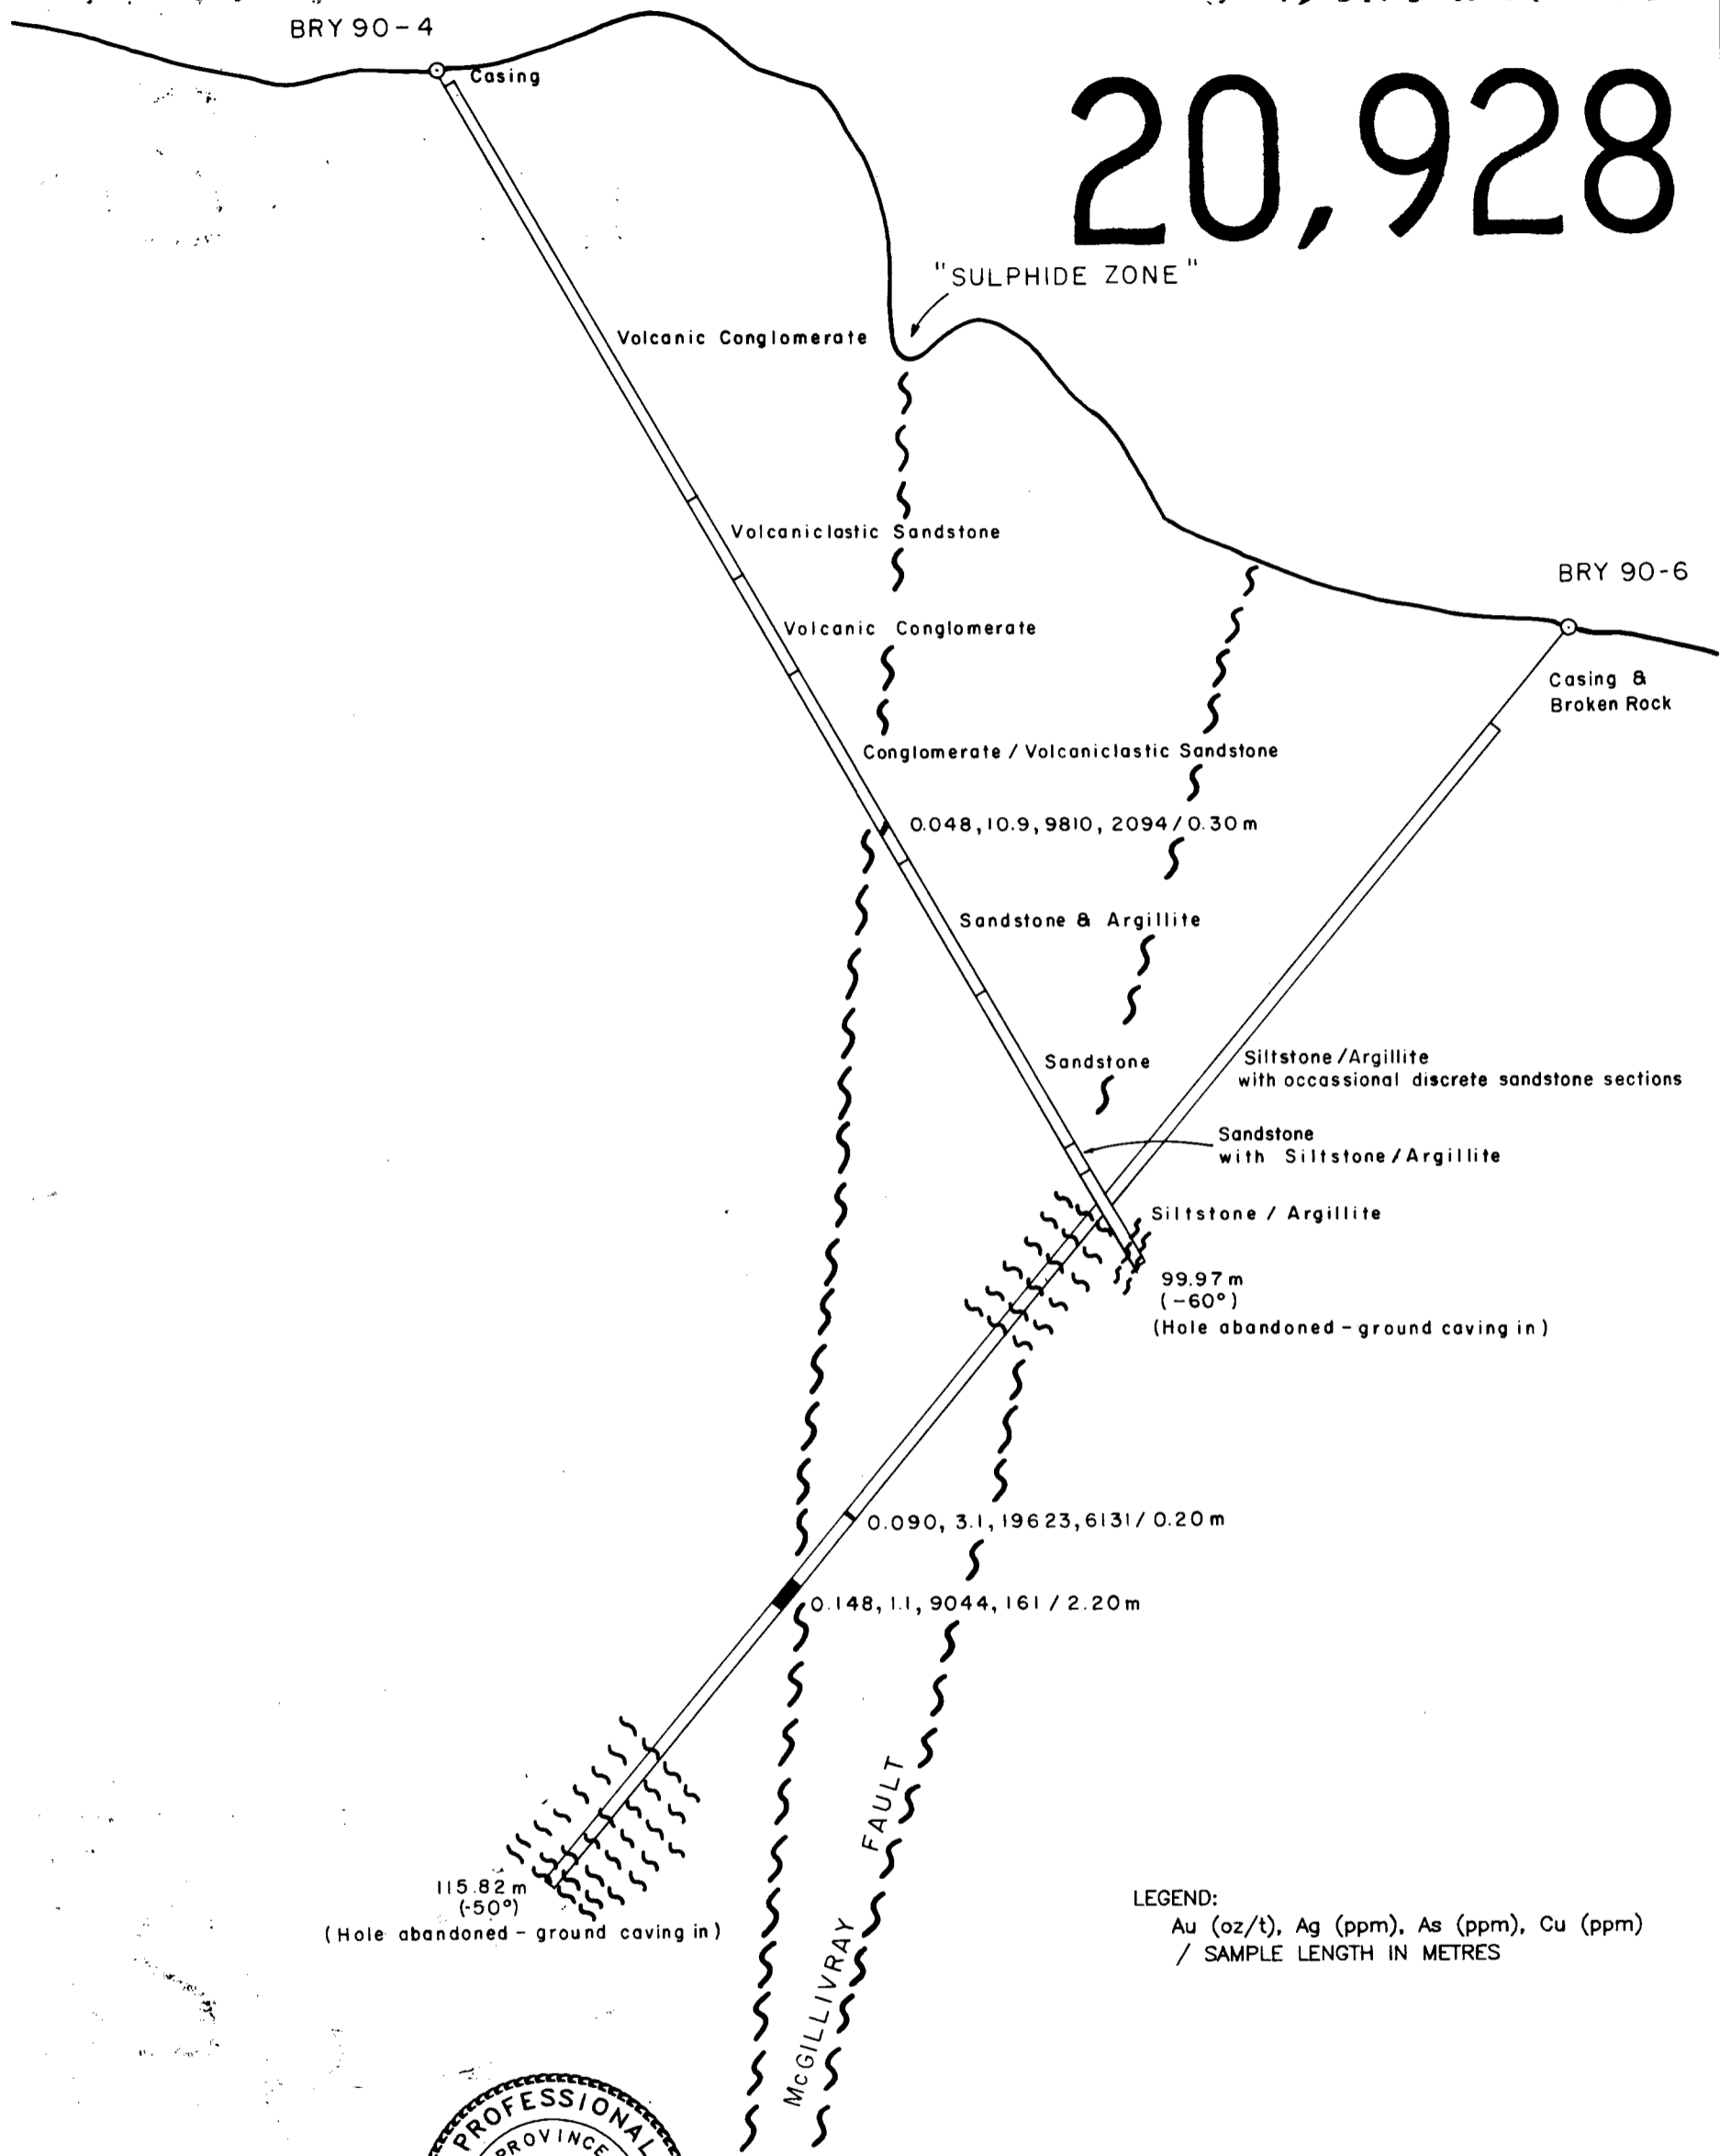 BRY 90-4
Casing
20,928
"SULPHIDE ZONE"
Volcanic Conglomerate
Volcaniclastic Sandstone
BRY 90-6
Volcanic Conglomerate
Casing &
Broken Rock
Conglomerate / Volcaniclastic Sandstone
0.048, 10.9, 9810, 2094 / 0.30 m
Sandstone & Argillite
Sandstone
Siltstone / Argillite
with occassional discrete sandstone sections
Sandstone
with Siltstone / Argillite
Siltstone / Argillite
99.97 m
(-60°)
(Hole abandoned - ground caving in)
0.090, 3.1, 19623, 6131 / 0.20 m
0.148, 1.1, 9044, 161 / 2.20 m
McGILLIVRAY FAULT
115.82 m
(-50°)
(Hole abandoned - ground caving in)
LEGEND:
Au (oz/t), Ag (ppm), As (ppm), Cu (ppm)
/ SAMPLE LENGTH IN METRES
PROFESSIONAL
PROVINCE